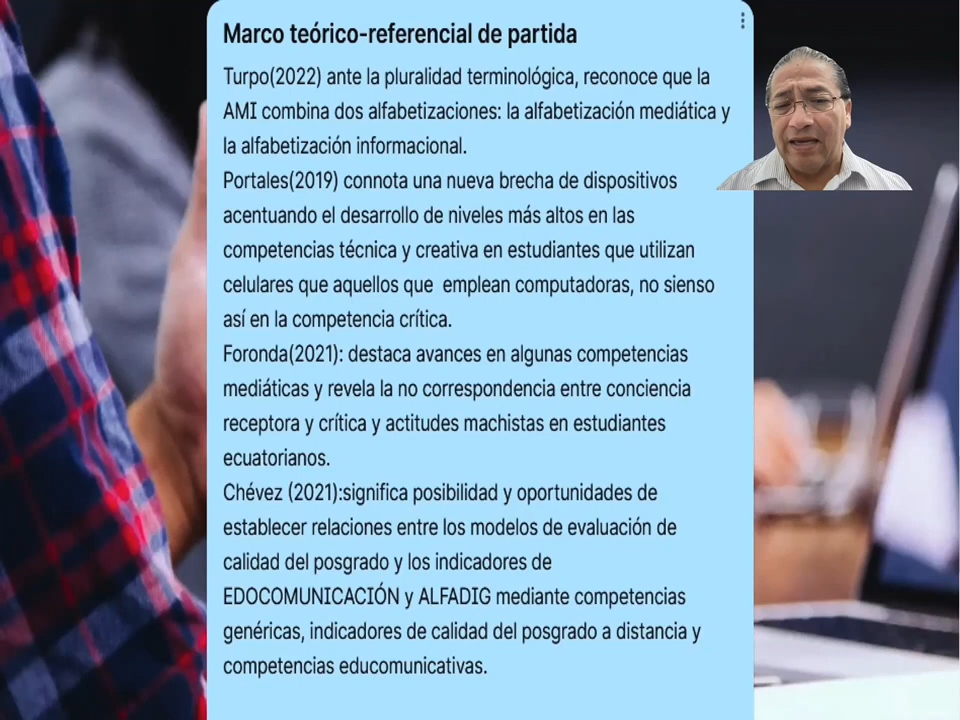 Marco teórico-referencial de partida
Turpo(2022) ante la pluralidad terminológica, reconoce que la
AMI combina dos alfabetizaciones: la alfabetización mediática y
la alfabetización informacional.
Portales(2019) connota una nueva brecha de dispositivos
acentuando el desarrollo de niveles más altos en las
competencias técnica y creativa en estudiantes que utilizan
celulares que aquellos que emplean computadoras, no sienso
así en la competencia crítica.
Foronda(2021): destaca avances en algunas competencias
mediáticas y revela la no correspondencia entre conciencia
receptora y crítica y actitudes machistas en estudiantes
ecuatorianos.
Chévez (2021):significa posibilidad y oportunidades de
establecer relaciones entre los modelos de evaluación de
calidad del posgrado y los indicadores de
EDOCOMUNICACIÓN y ALFADIG mediante competencias
genéricas, indicadores de calidad del posgrado a distancia y
competencias educomunicativas.